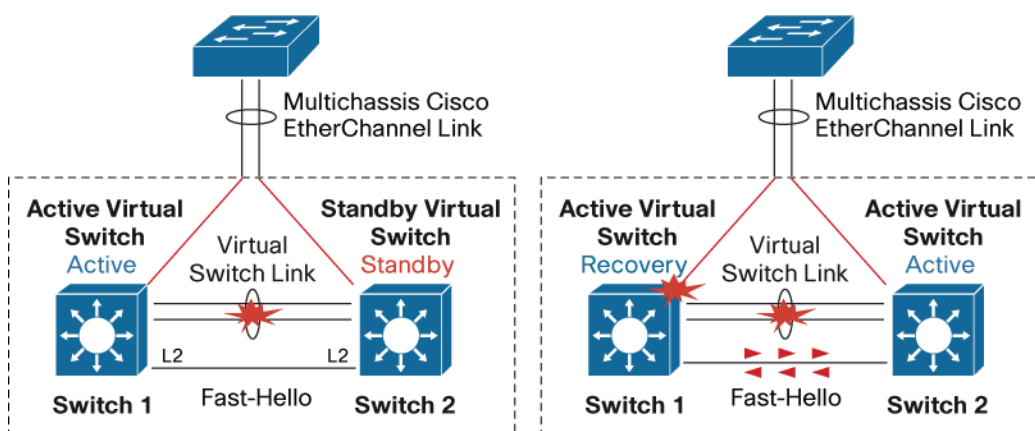 Multichassis Cisco
EtherChannel Link
Active Virtual
Switch
Active
Standby Virtual
Switch
Standby
Virtual
Switch Link
L2
L2
Fast-Hello
Switch 1
Switch 2
Multichassis Cisco
EtherChannel Link
Active Virtual
Switch
Recovery
Active Virtual
Switch
Active
Virtual
Switch Link
Fast-Hello
Switch 1
Switch 2